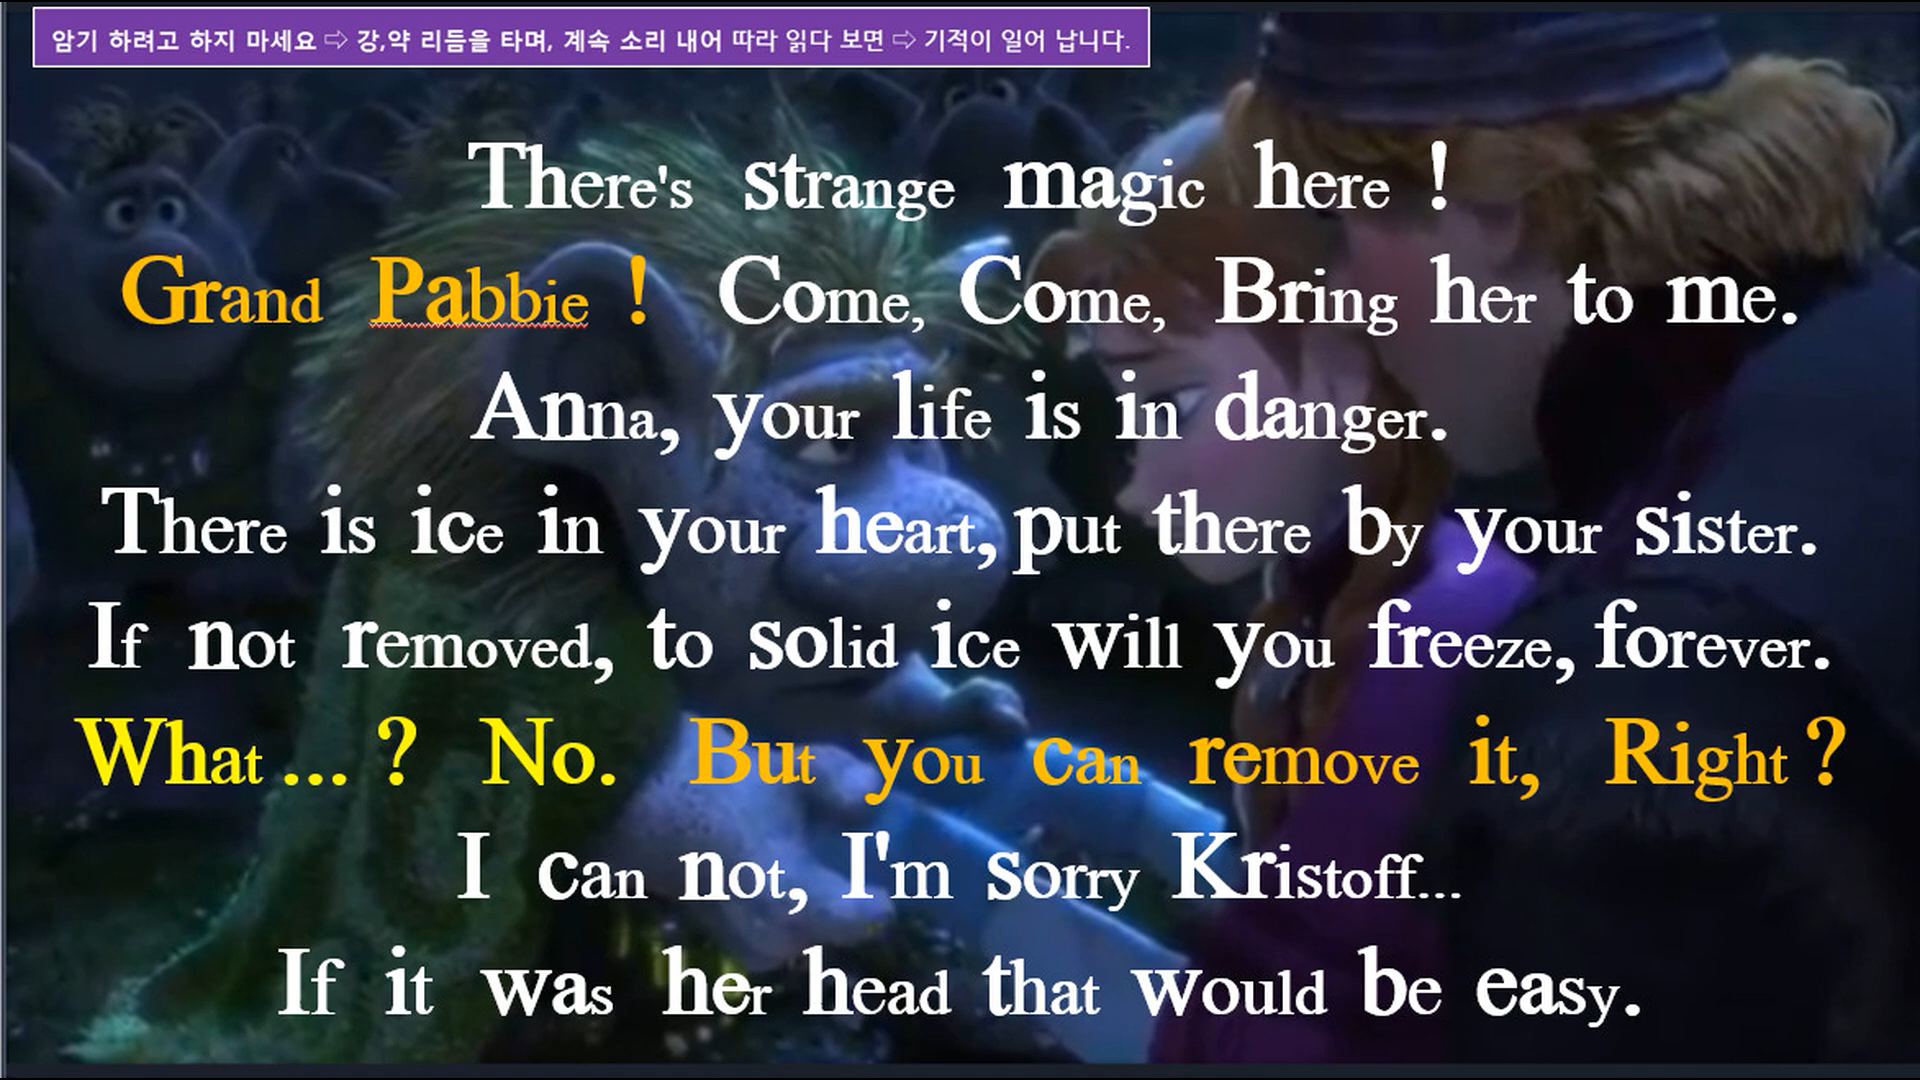 암기 하려고 하지 마세요 ⇨ 강,약 리듬을 타며, 계속 소리 내어 따라 읽다 보면 ⇨ 기적이 일어 납니다.
There's strange magic here !
Grand Pabbie ! Come, Come, Bring her to me.
Anna, your life is in danger.
There is ice in your heart, put there by your sister.
If not removed, to solid ice will you freeze, forever.
What ... ? No. But you can remove it, Right ?
I can not, I'm sorry Kristoff...
If it was her head that would be easy.